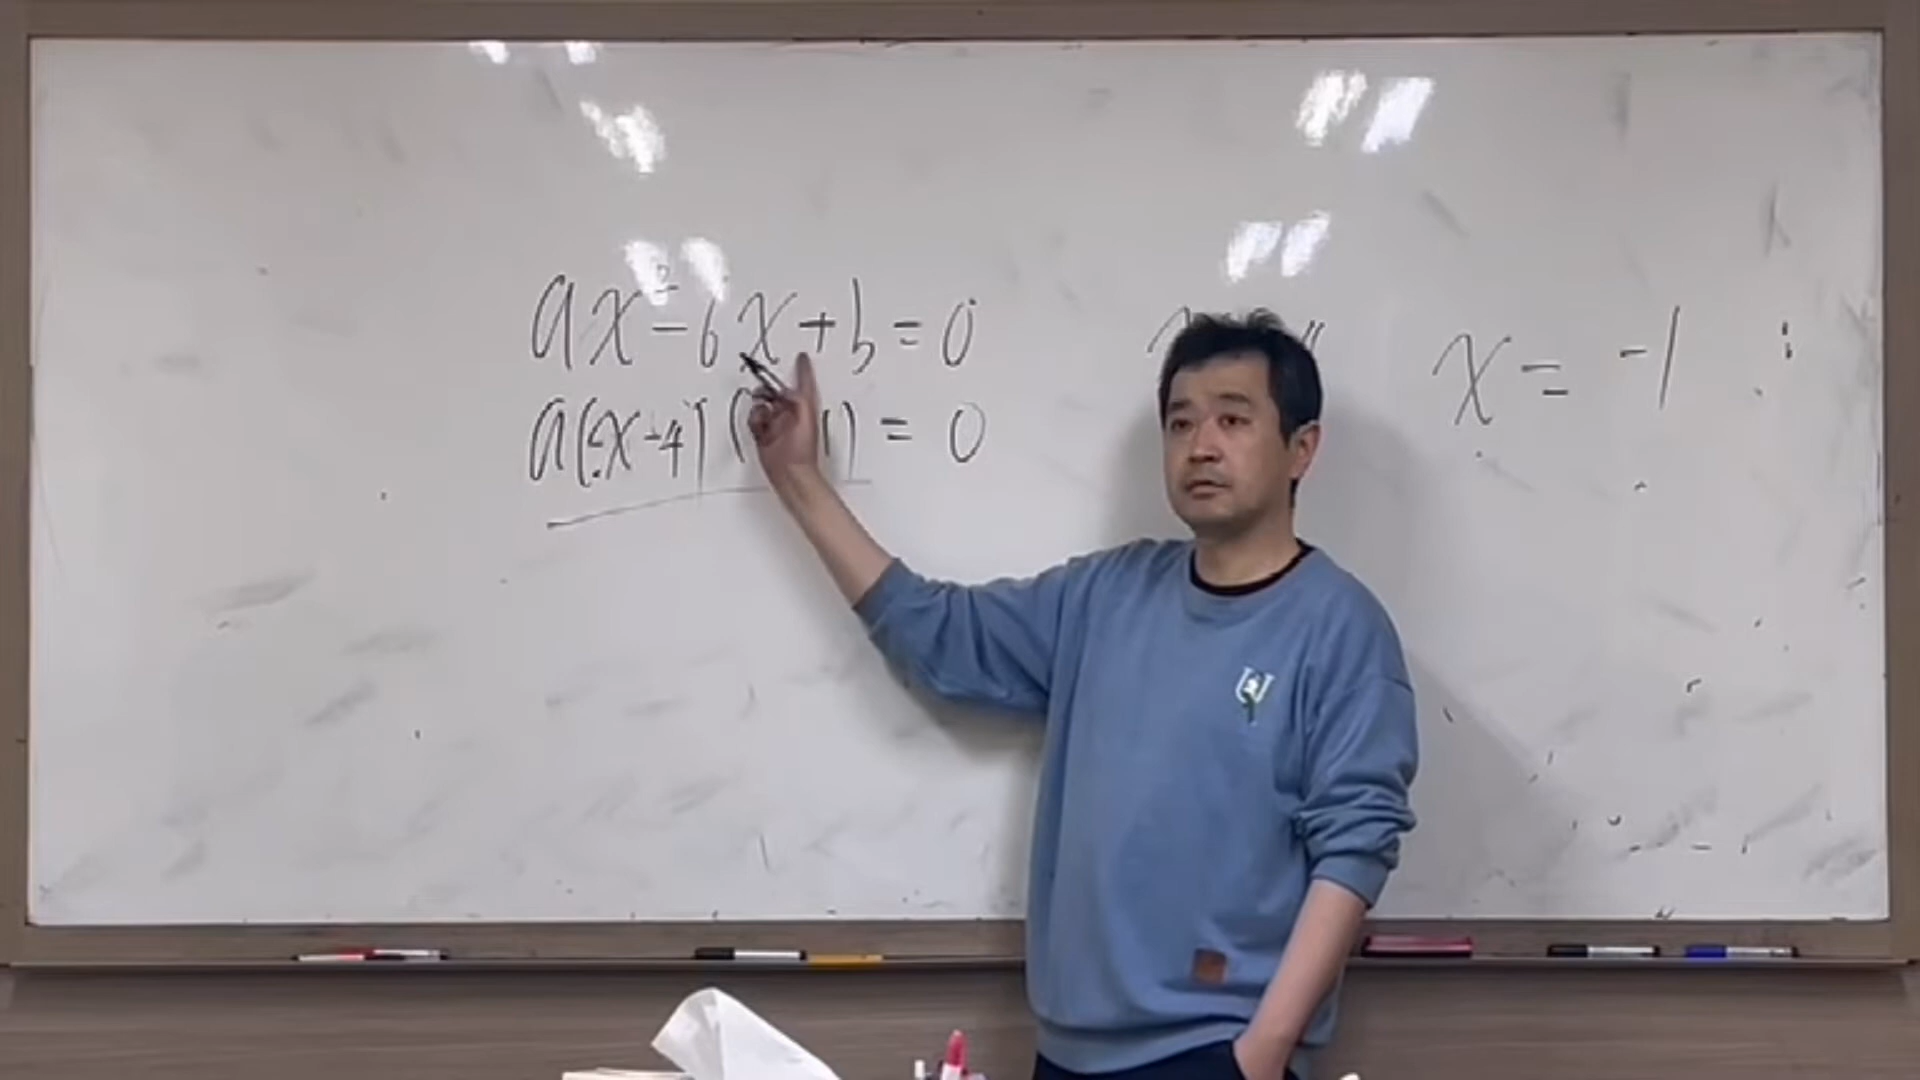 ax²-6x+b=0
a(x-4)( 1)=0
x= -1